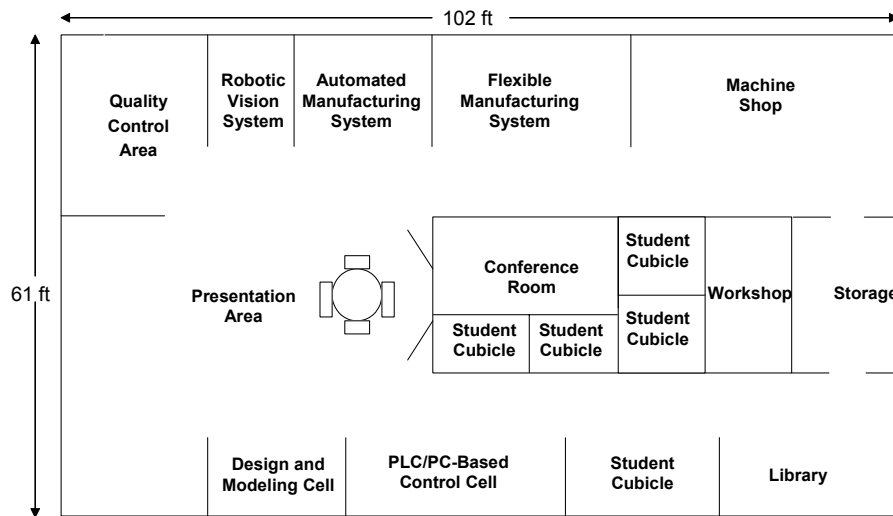 102 ft
61 ft
Quality
Control
Area
Robotic
Vision
System
Automated
Manufacturing
System
Flexible
Manufacturing
System
Machine
Shop
Presentation
Area
Conference
Room
Student
Cubicle
Student
Cubicle
Student
Cubicle
Student
Cubicle
Workshop
Storage
Design and
Modeling Cell
PLC/PC-Based
Control Cell
Student
Cubicle
Library